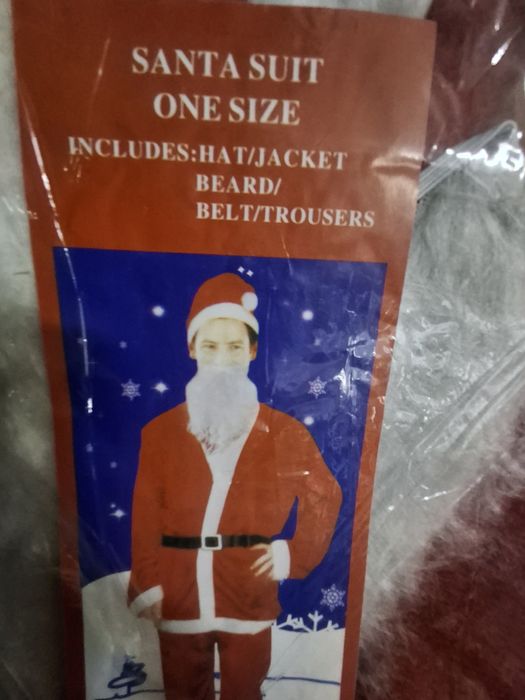 SANTA SUIT
ONE SIZE
INCLUDES:HAT/JACKET
BEARD/
BELT/TROUSERS